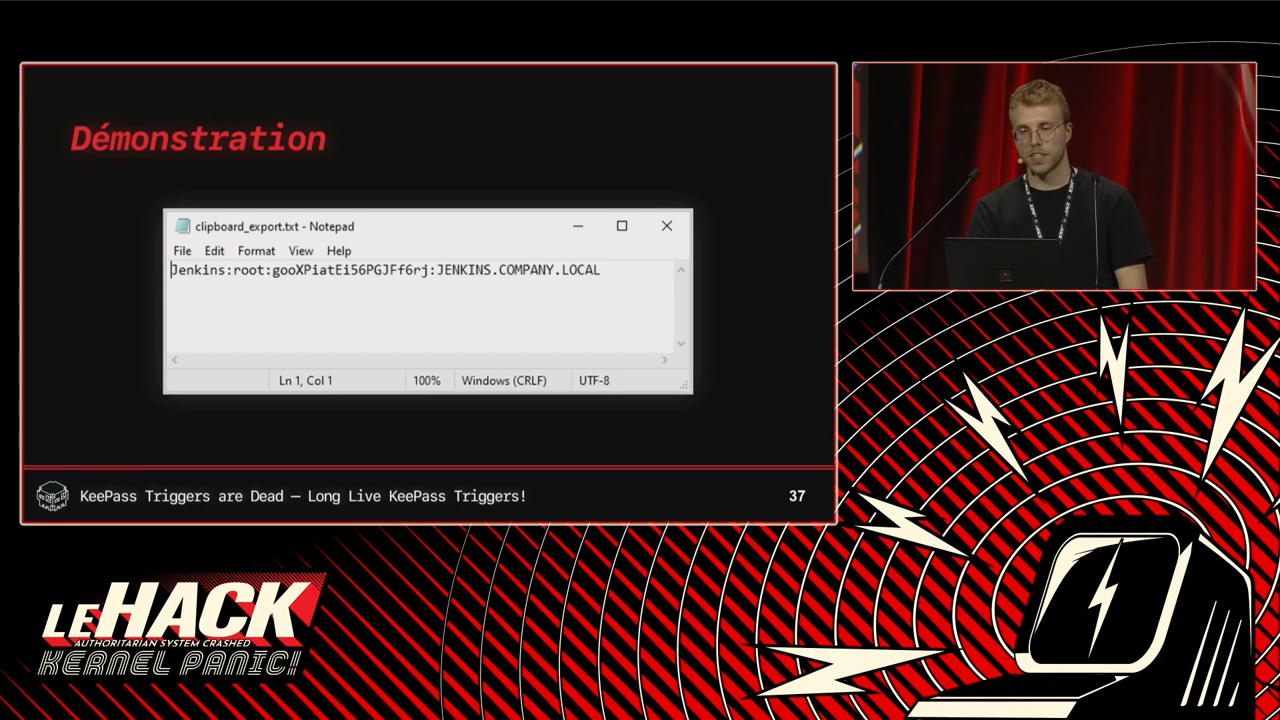 Démonstration
clipboard_export.txt - Notepad
File Edit Format View Help
Jenkins:root:gooXPiatEi56PGJFf6rj:JENKINS.COMPANY.LOCAL
Ln 1, Col 1 100% Windows (CRLF) UTF-8
KeePass Triggers are Dead — Long Live KeePass Triggers! 37
LEHACK
AUTHORITARIAN SYSTEM CRASHED
KERNEL PANIC!